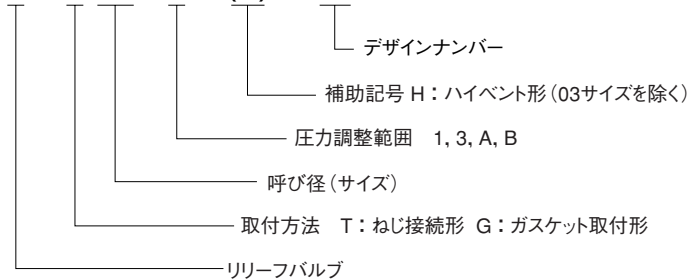 デザインナンバー
補助記号 H：ハイベント形（03サイズを除く）
圧力調整範囲 1, 3, A, B
呼び径（サイズ）
取付方法 T：ねじ接続形 G：ガスケット取付形
リリーフバルブ